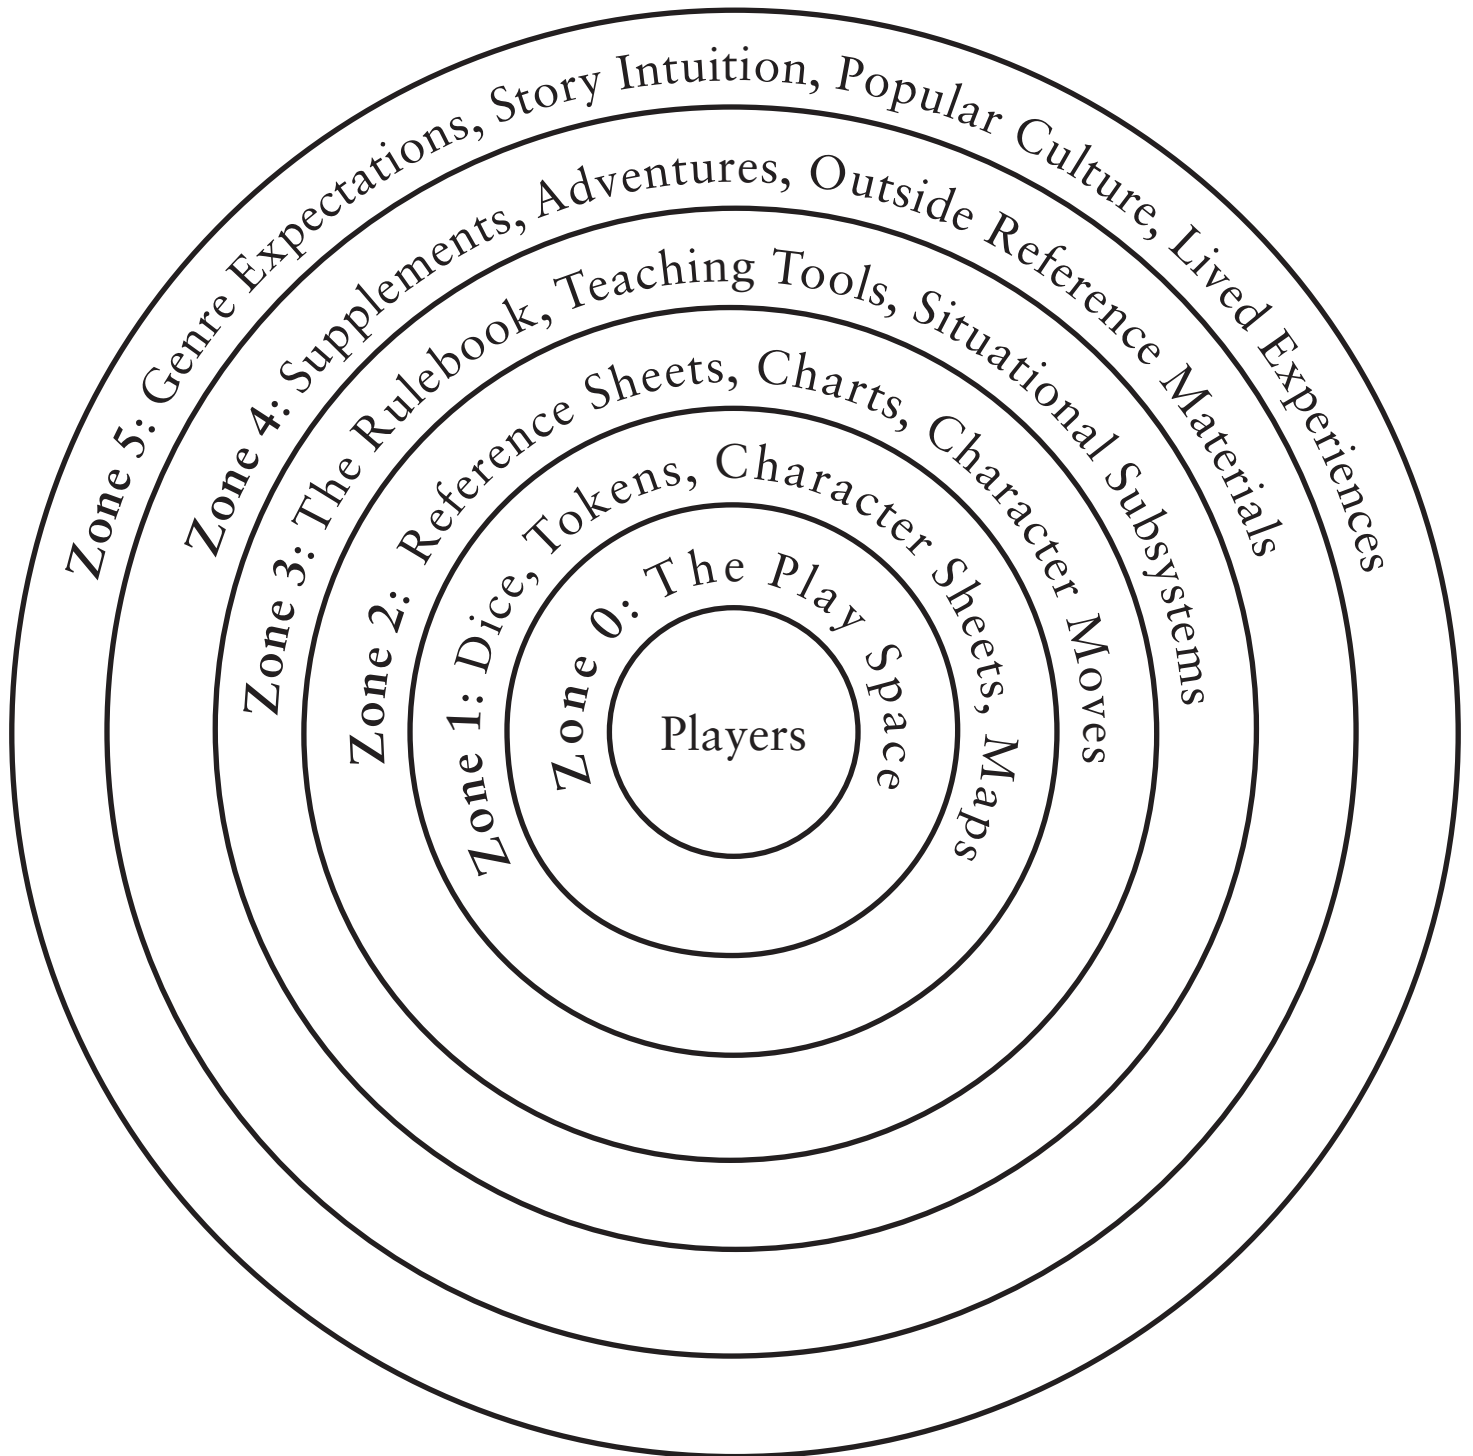 Zone 5: Genre Expectations, Story Intuition, Popular Culture, Lived Experiences
Zone 4: Supplements, Adventures, Outside Reference Materials
Zone 3: The Rulebook, Teaching Tools, Situational Subsystems
Zone 2: Reference Sheets, Charts, Character Moves
Zone 1: Dice, Tokens, Character Sheets, Maps
Zone 0: The Play Space
Players